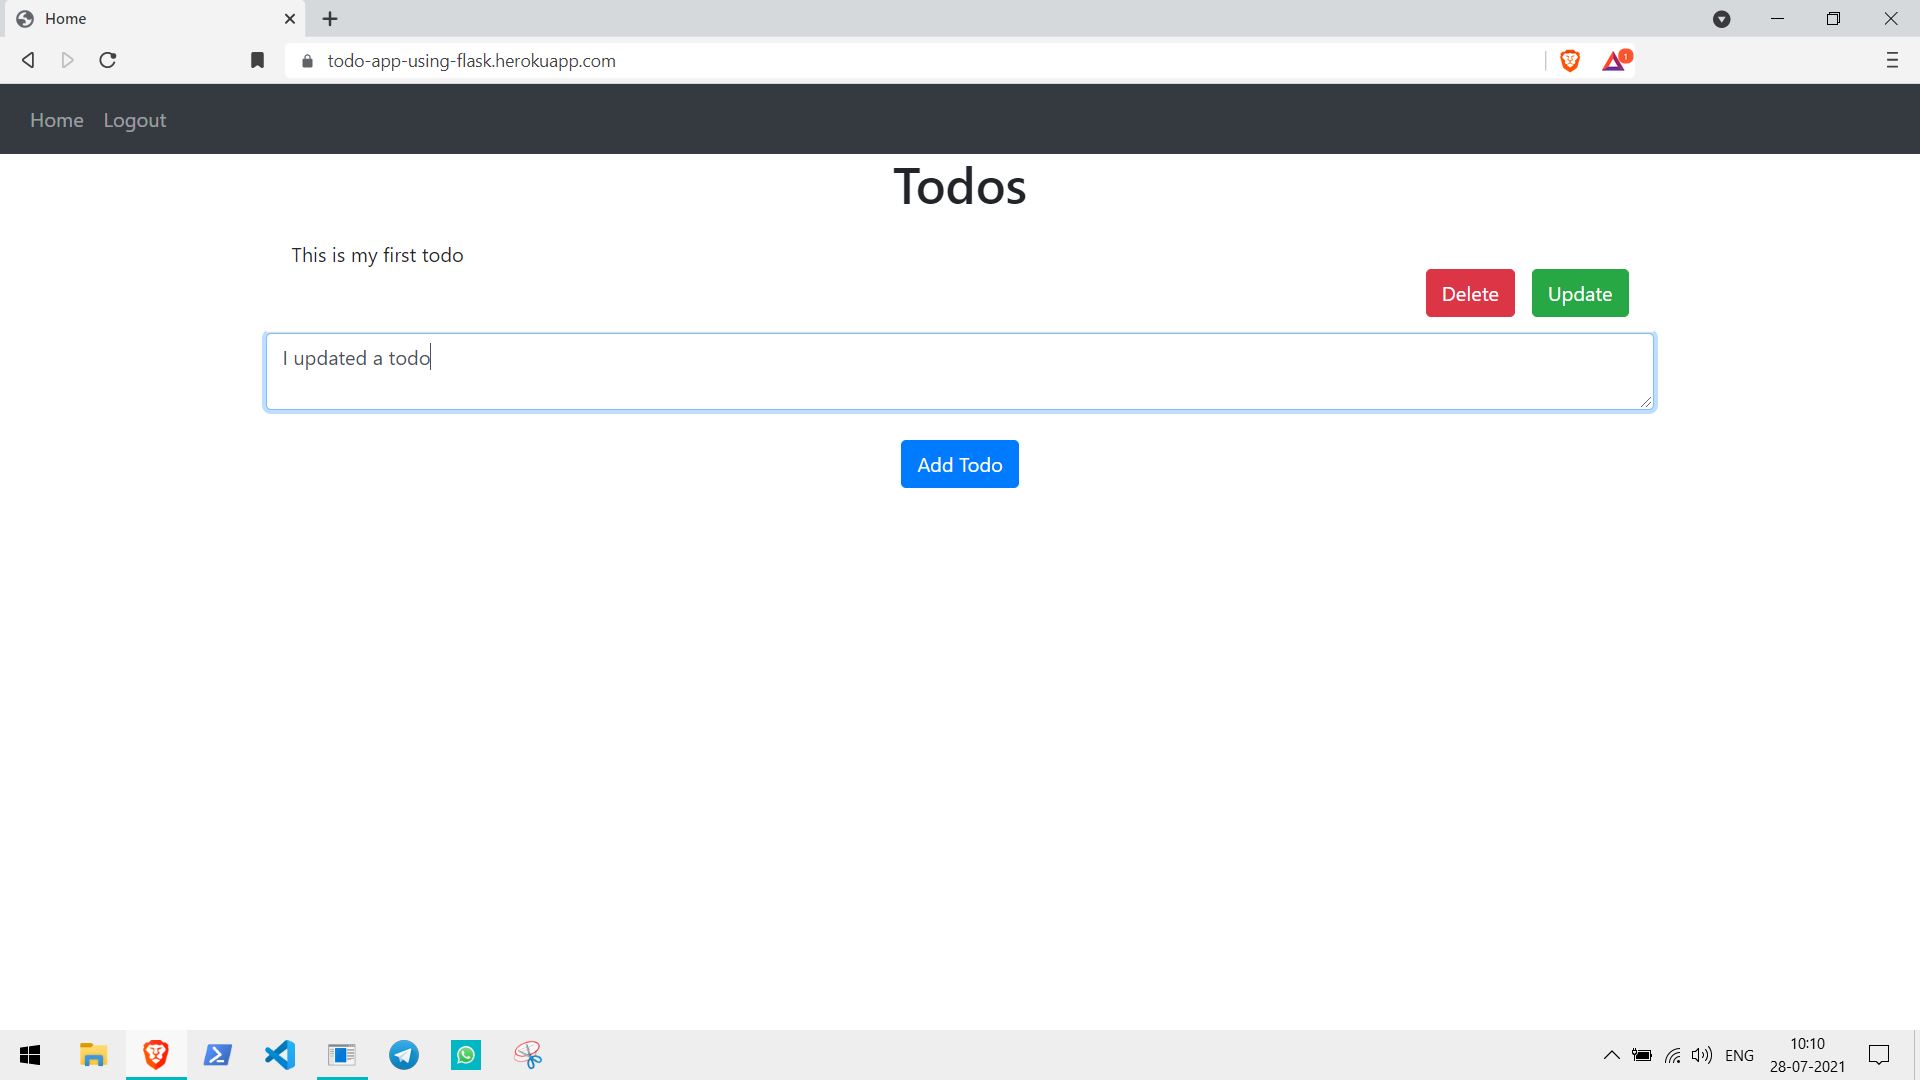 Home
todo-app-using-flask.herokuapp.com
1
Home Logout
Todos
This is my first todo
Delete Update
I updated a todo
Add Todo
ENG
10:10
28-07-2021